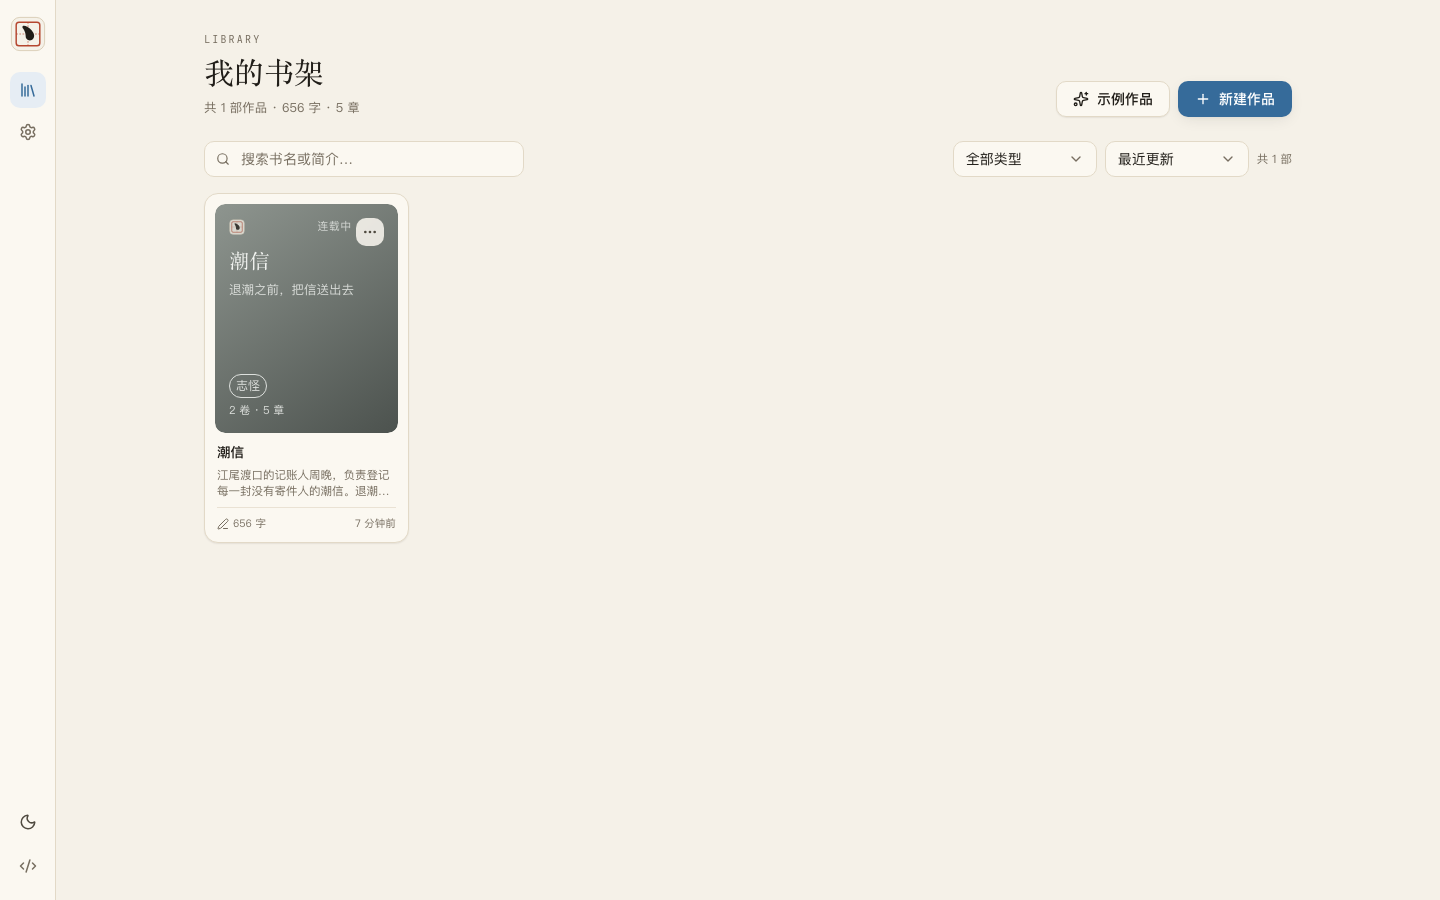 LIBRARY
我的书架
共 1 部作品 · 656 字 · 5 章
示例作品
新建作品
搜索书名或简介...
全部类型
最近更新
共 1 部
连载中
潮信
退潮之前，把信送出去
志怪
2 卷 · 5 章
潮信
江尾渡口的记账人周晚，负责登记
每一封没有寄件人的潮信。退潮...
656 字
7 分钟前